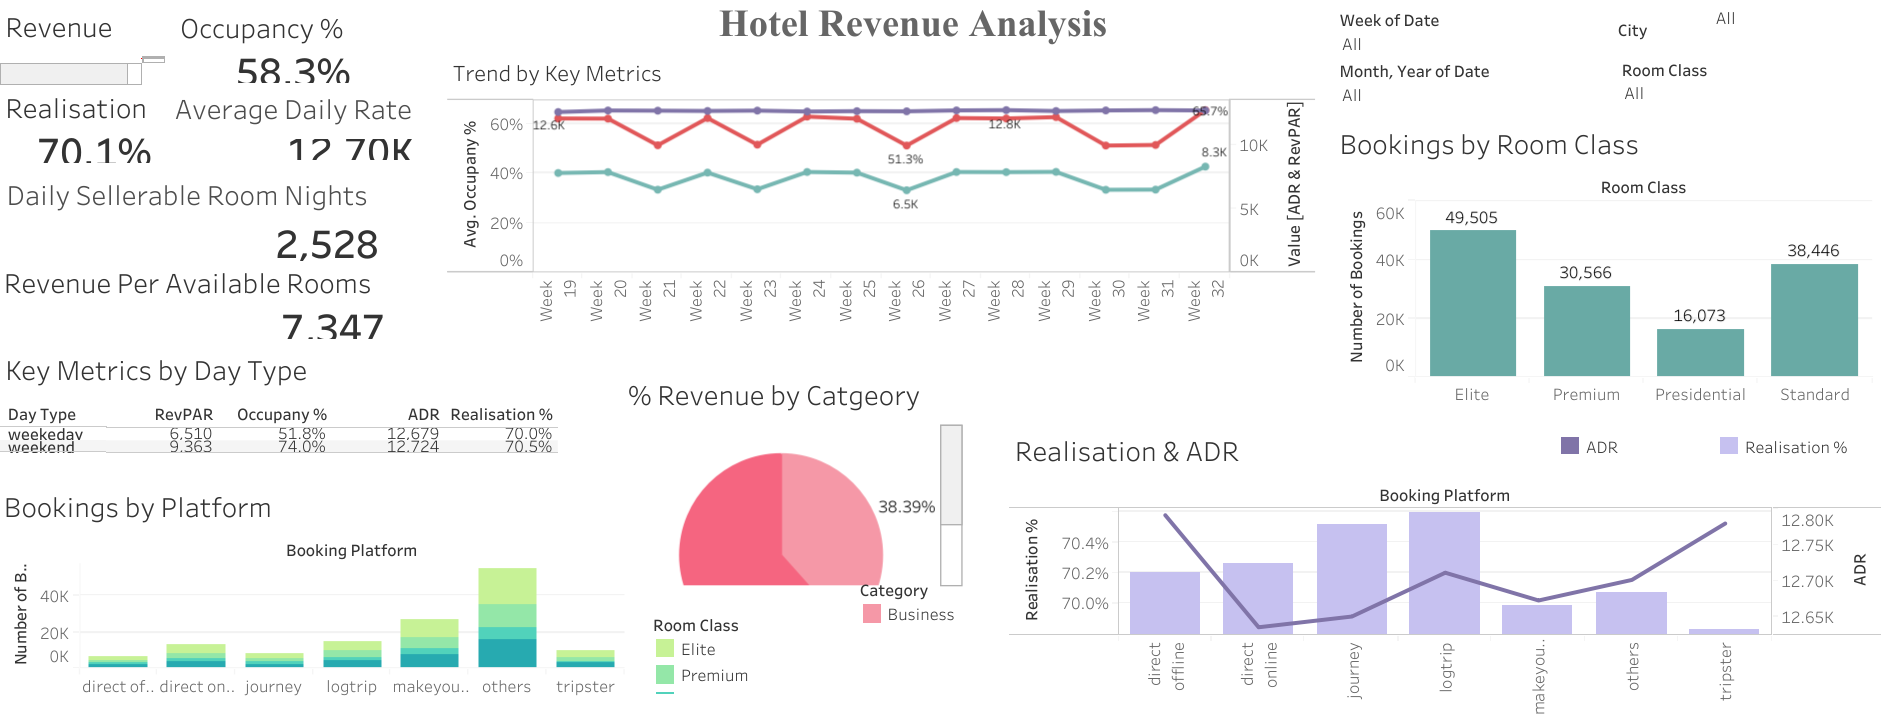 Hotel Revenue Analysis
Revenue
Occupancy %
58.3%
Realisation
70.1%
Average Daily Rate
12.70K
Daily Sellerable Room Nights
2,528
Revenue Per Available Rooms
7,347
Trend by Key Metrics
Avg. Occupany %
60%
40%
20%
0%
12.6K
51.3%
6.5K
12.8K
65.7%
8.3K
10K
5K
0K
Value [ADR & RevPAR]
Week 19
Week 20
Week 21
Week 22
Week 23
Week 24
Week 25
Week 26
Week 27
Week 28
Week 29
Week 30
Week 31
Week 32
Week of Date
All
City
All
Month, Year of Date
All
Room Class
All
Bookings by Room Class
Room Class
Number of Bookings
60K
40K
20K
0K
49,505
30,566
16,073
38,446
Elite
Premium
Presidential
Standard
Key Metrics by Day Type
Day Type RevPAR Occupany % ADR Realisation %
weekeday 6,510 51.8% 12,679 70.0%
weekend 9,363 74.0% 12,724 70.5%
% Revenue by Catgeory
38.39%
Category
Business
Bookings by Platform
Booking Platform
Number of B..
40K
20K
0K
direct of..
direct on..
journey
logtrip
makeyou..
others
tripster
Room Class
Elite
Premium
Realisation & ADR
ADR
Realisation %
Booking Platform
Realisation %
70.4%
70.2%
70.0%
12.80K
12.75K
12.70K
12.65K
ADR
direct offline
direct online
journey
logtrip
makeyou..
others
tripster